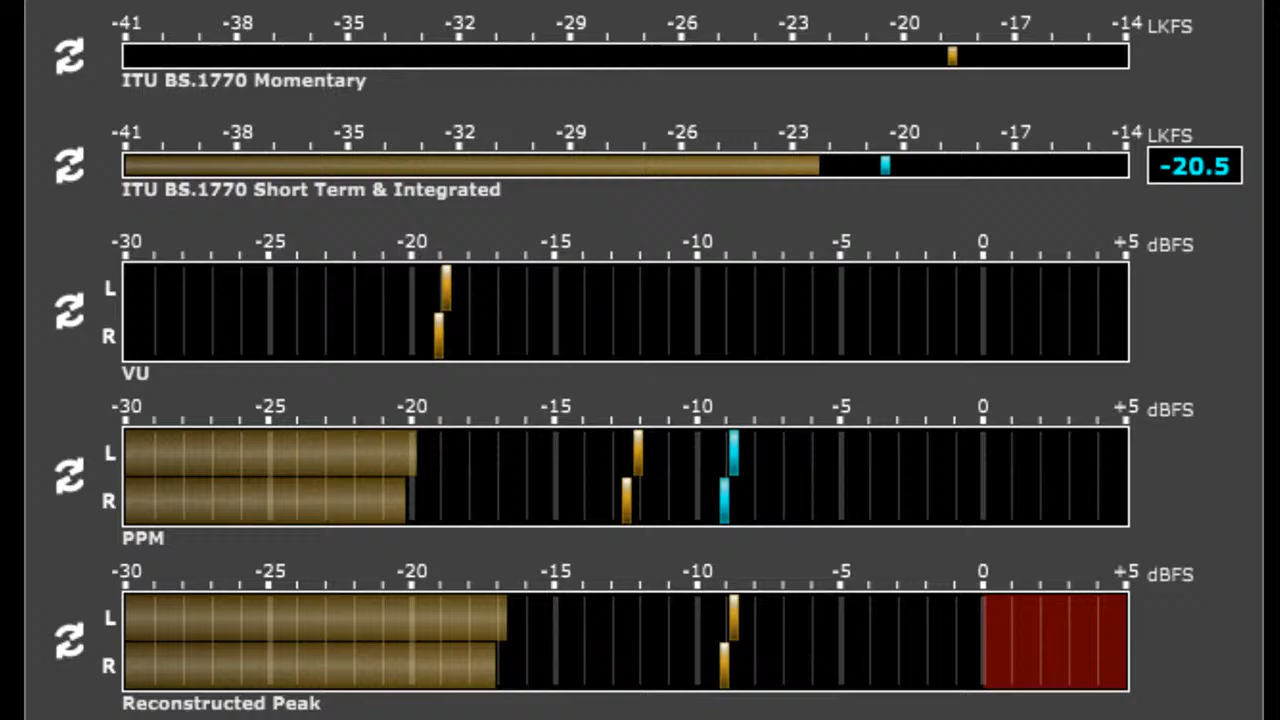 -41 -38 -35 -32 -29 -26 -23 -20 -17 -14 LKFS
ITU BS.1770 Momentary
-41 -38 -35 -32 -29 -26 -23 -20 -17 -14 LKFS
-20.5
ITU BS.1770 Short Term & Integrated
-30 -25 -20 -15 -10 -5 0 +5 dBFS
L
R
VU
-30 -25 -20 -15 -10 -5 0 +5 dBFS
L
R
PPM
-30 -25 -20 -15 -10 -5 0 +5 dBFS
L
R
Reconstructed Peak